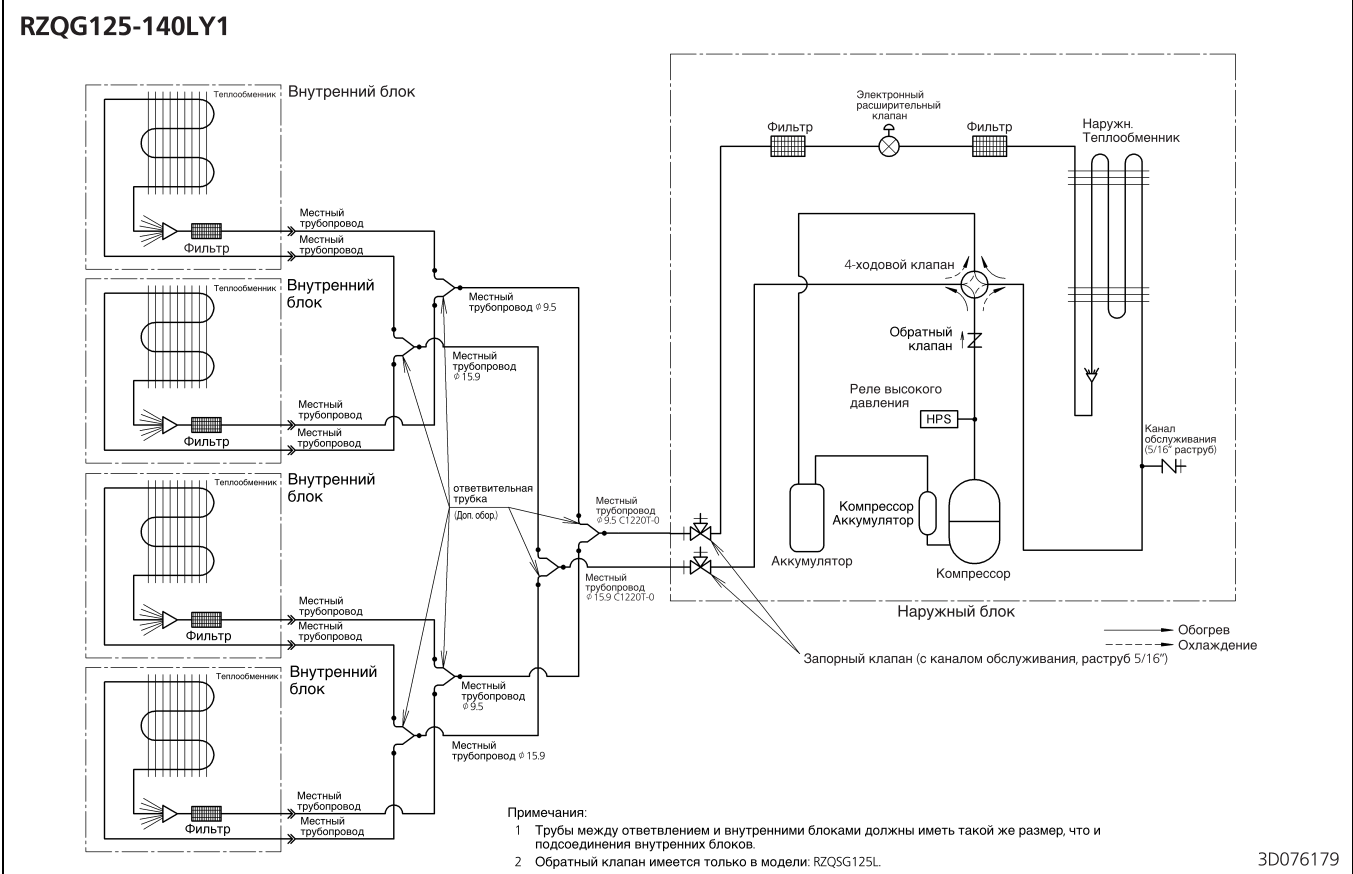 RZQG125-140LY1
Теплообменник
Внутренний блок
Фильтр
Местный
трубопровод
Местный
трубопровод
Теплообменник
Внутренний
блок
Фильтр
Местный
трубопровод
Местный
трубопровод
Теплообменник
Внутренний
блок
Фильтр
Местный
трубопровод
Местный
трубопровод
Теплообменник
Внутренний
блок
Фильтр
Местный
трубопровод
Местный
трубопровод
Местный
трубопровод ϕ 9.5
Местный
трубопровод
ϕ 15.9
ответвительная
трубка
(Доп. обор.)
Местный
трубопровод
ϕ 9.5 C1220T-0
Местный
трубопровод
ϕ 15.9 C1220T-0
Местный
трубопровод
ϕ 9.5
Местный
трубопровод ϕ 15.9
Электронный
расширительный
клапан
Фильтр
Фильтр
Наружн.
Теплообменник
4-ходовой клапан
Обратный
клапан
Реле высокого
давления
HPS
Канал
обслуживания
(5/16" раструб)
Компрессор
Аккумулятор
Аккумулятор
Компрессор
Наружный блок
Обогрев
Охлаждение
Запорный клапан (с каналом обслуживания, раструб 5/16")
Примечания:
1 Трубы между ответвлением и внутренними блоками должны иметь такой же размер, что и
подсоединения внутренних блоков.
2 Обратный клапан имеется только в модели: RZQSG125L.
3D076179